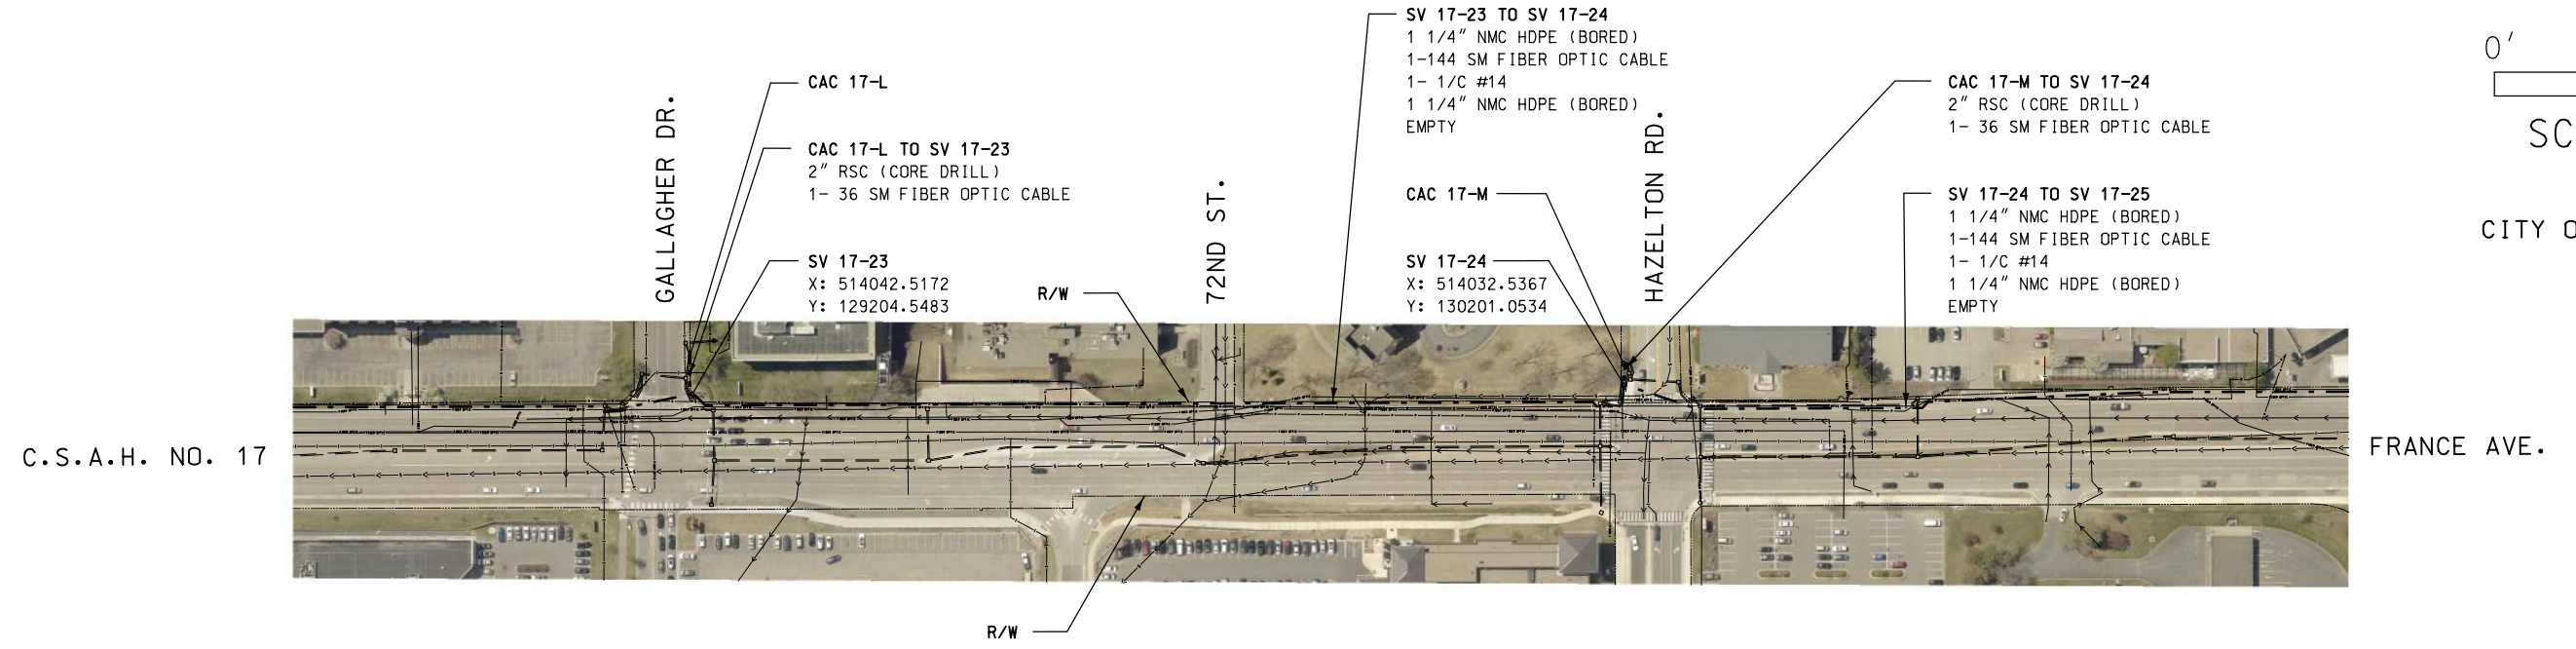 SV 17-23 TO SV 17-24
1 1/4" NMC HDPE (BORED)
1-144 SM FIBER OPTIC CABLE
1- 1/C #14
1 1/4" NMC HDPE (BORED)
EMPTY
0'
SC
CITY O
CAC 17-L
CAC 17-L TO SV 17-23
2" RSC (CORE DRILL)
1- 36 SM FIBER OPTIC CABLE
SV 17-23
X: 514042.5172
Y: 129204.5483
GALLAGHER DR.
R/W
72ND ST.
CAC 17-M
SV 17-24
X: 514032.5367
Y: 130201.0534
HAZELTON RD.
CAC 17-M TO SV 17-24
2" RSC (CORE DRILL)
1- 36 SM FIBER OPTIC CABLE
SV 17-24 TO SV 17-25
1 1/4" NMC HDPE (BORED)
1-144 SM FIBER OPTIC CABLE
1- 1/C #14
1 1/4" NMC HDPE (BORED)
EMPTY
C.S.A.H. NO. 17
FRANCE AVE.
R/W